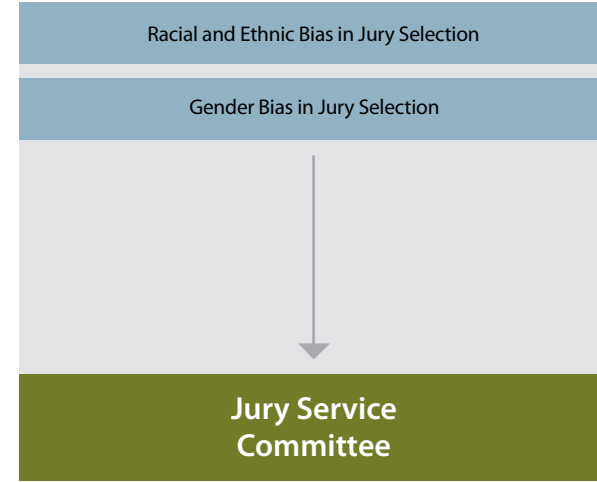 Racial and Ethnic Bias in Jury Selection
Gender Bias in Jury Selection
Jury Service
Committee